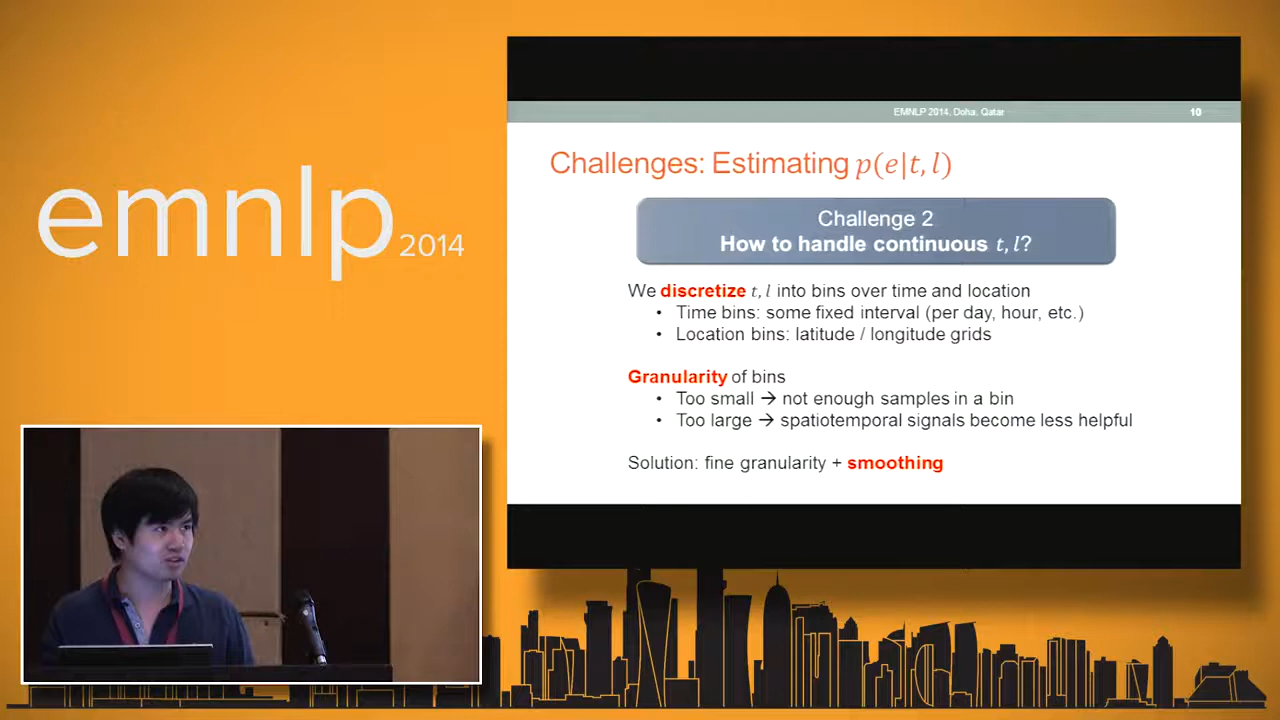 emnlp 2014
EMNLP 2014, Doha, Qatar 10
Challenges: Estimating p(e|t, l)
Challenge 2
How to handle continuous t, l?
We discretize t, l into bins over time and location
• Time bins: some fixed interval (per day, hour, etc.)
• Location bins: latitude / longitude grids
Granularity of bins
• Too small → not enough samples in a bin
• Too large → spatiotemporal signals become less helpful
Solution: fine granularity + smoothing